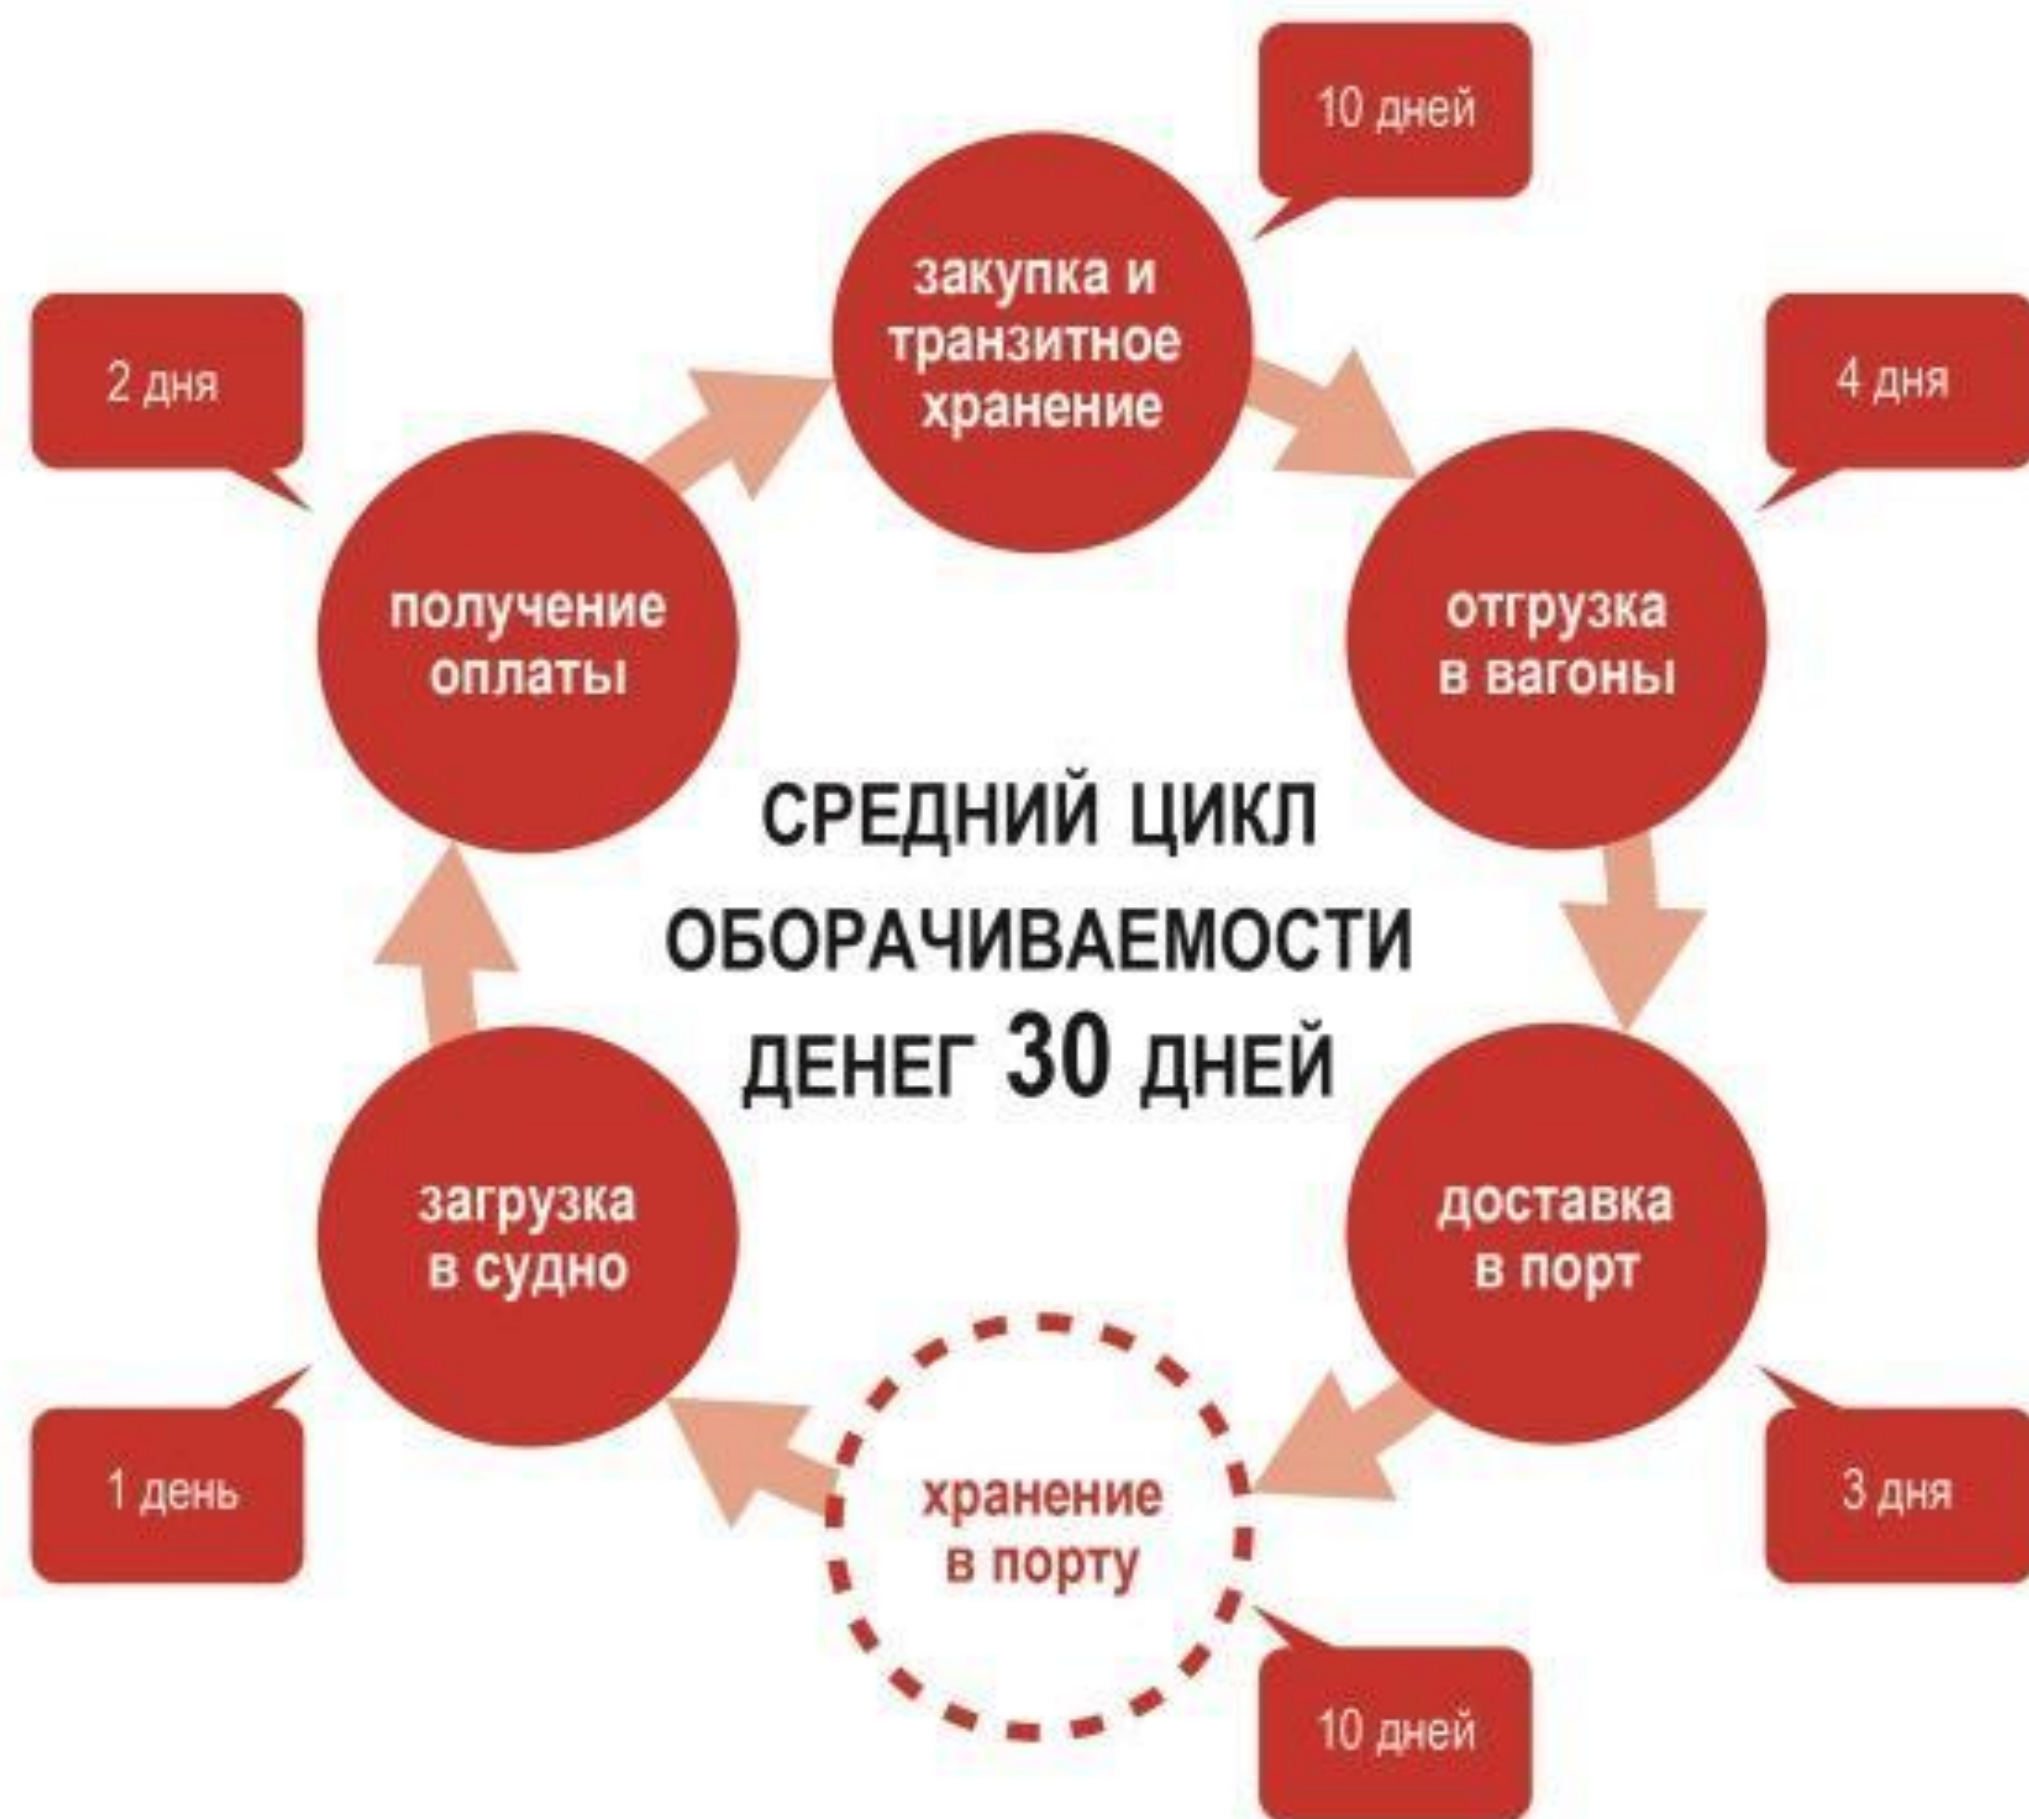 10 дней
закупка и
транзитное
хранение
4 дня
отгрузка
в вагоны
3 дня
доставка
в порт
10 дней
хранение
в порту
1 день
загрузка
в судно
2 дня
получение
оплаты
СРЕДНИЙ ЦИКЛ
ОБОРАЧИВАЕМОСТИ
ДЕНЕГ 30 ДНЕЙ